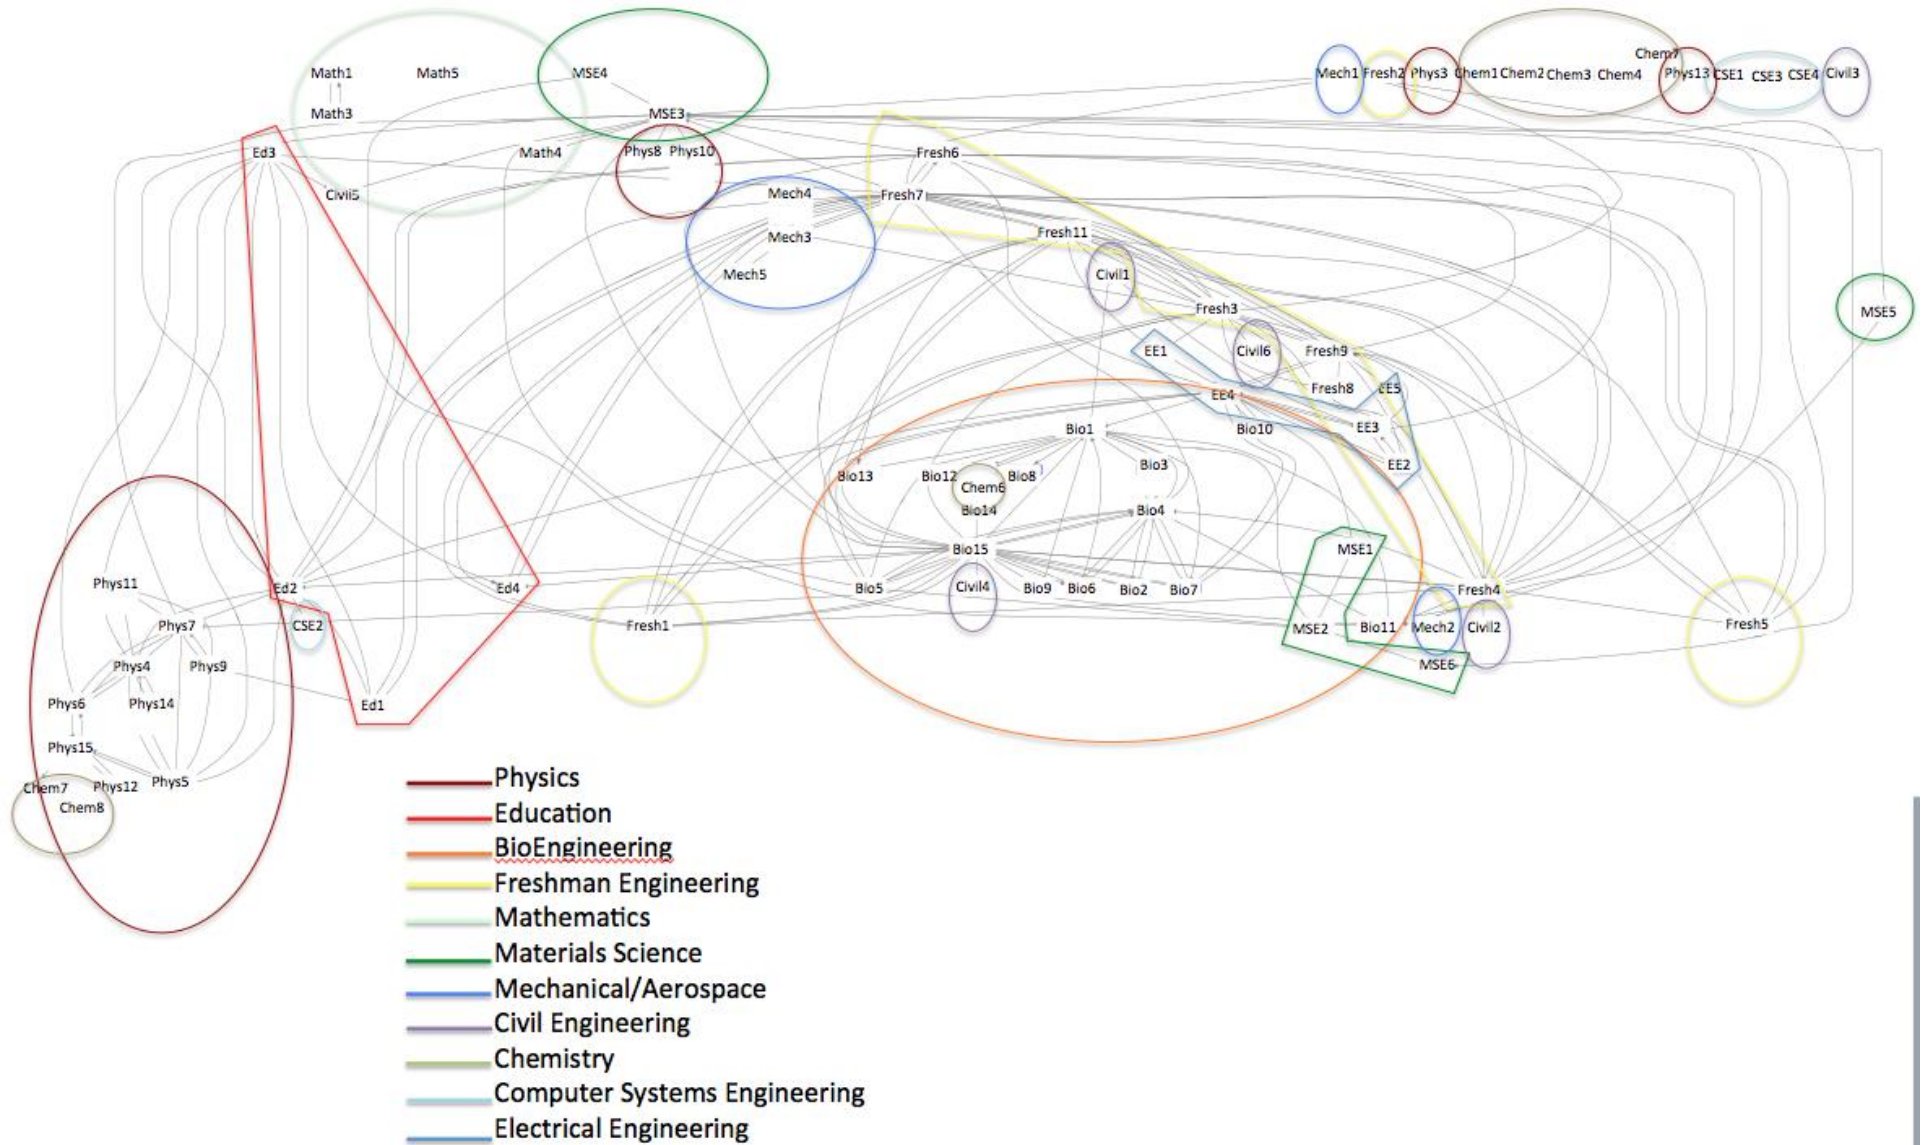 Math1 Math5 MSE4 Mech1 Fresh2 Phys3 Chem1 Chem2 Chem3 Chem4 Chem7 Phys13 CSE1 CSE3 CSE4 Civil3
Math3 MSE3
Ed3 Math4 Phys8 Phys10 Fresh6
Civil5 Mech4 Fresh7
Mech3 Fresh11
Mech5 Civil1
Fresh3 MSE5
EE1 Civil6 Fresh9
EE4 Fresh8 EE5
Bio1 Bio10 EE3
Bio13 Bio12 Bio8 Bio3 EE2
Chem6
Bio14 Bio4
Bio15 MSE1
Phys11 Ed2 Ed4 Bio5 Civil4 Bio9 Bio6 Bio2 Bio7 Fresh4
Phys7 CSE2 Fresh1 MSE2 Bio11 Mech2 Civil2 Fresh5
Phys4 Phys9 MSE6
Phys6 Phys14 Ed1
Phys15
Chem7 Phys12 Phys5
Chem8
Physics
Education
BioEngineering
Freshman Engineering
Mathematics
Materials Science
Mechanical/Aerospace
Civil Engineering
Chemistry
Computer Systems Engineering
Electrical Engineering